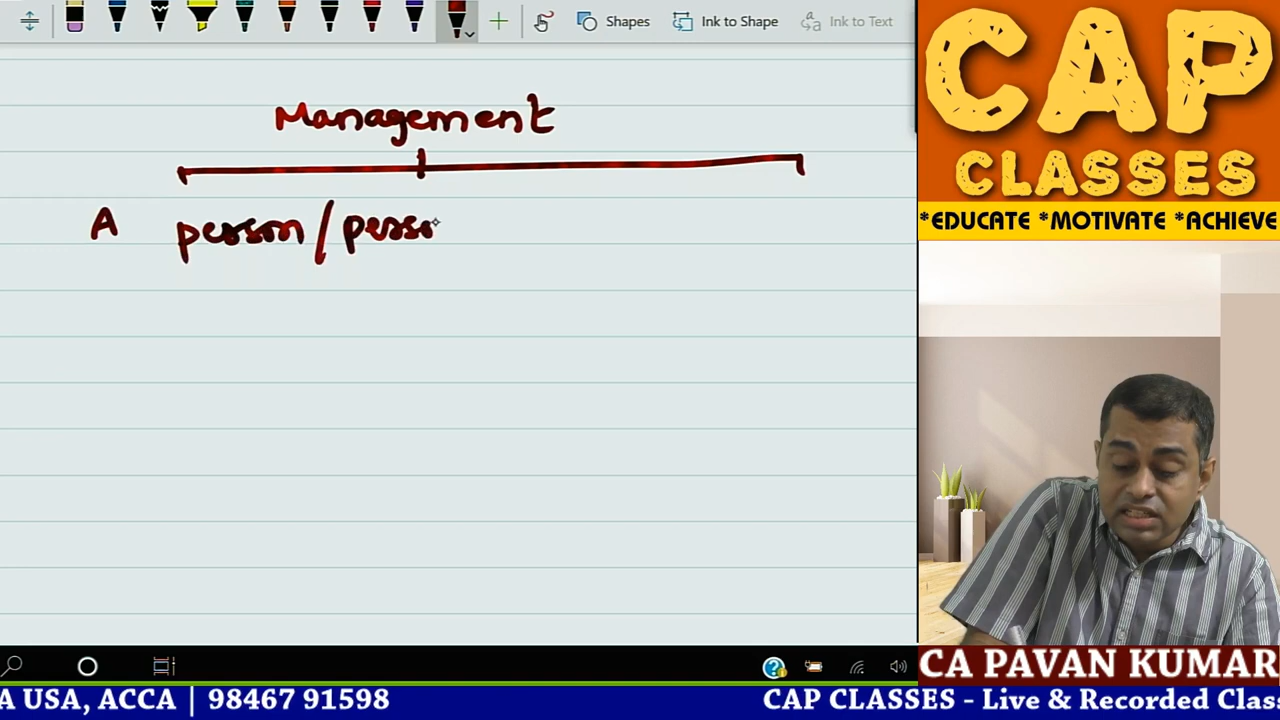 Shapes
Ink to Shape
Ink to Text
Management
A person/perso
CAP
CLASSES
*EDUCATE *MOTIVATE *ACHIEVE
CA PAVAN KUMAR
A USA, ACCA | 98467 91598
CAP CLASSES - Live & Recorded Clas